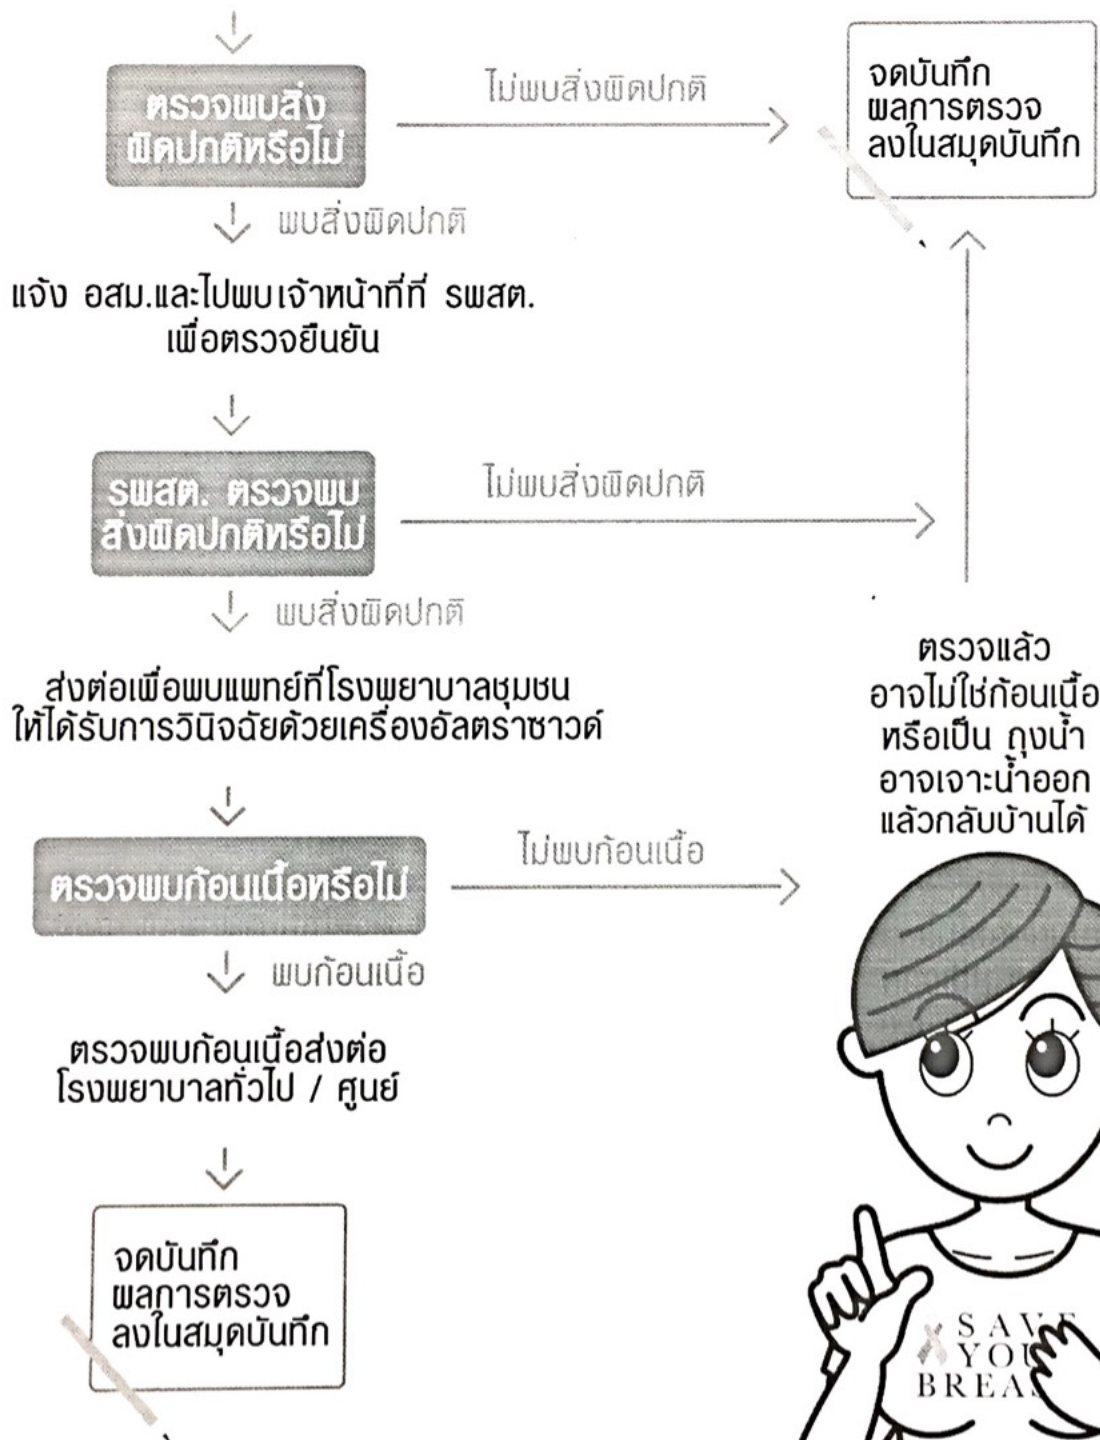 ตรวจพบสิ่ง
ผิดปกติหรือไม่
ไม่พบสิ่งผิดปกติ
จดบันทึก
ผลการตรวจ
ลงในสมุดบันทึก
พบสิ่งผิดปกติ
แจ้ง อสม.และไปพบเจ้าหน้าที่ที่ รพสต.
เพื่อตรวจยืนยัน
รพสต. ตรวจพบ
สิ่งผิดปกติหรือไม่
ไม่พบสิ่งผิดปกติ
พบสิ่งผิดปกติ
ส่งต่อเพื่อพบแพทย์ที่โรงพยาบาลชุมชน
ให้ได้รับการวินิจฉัยด้วยเครื่องอัลตราซาวด์
ตรวจแล้ว
อาจไม่ใช่ก้อนเนื้อ
หรือเป็น ถุงน้ำ
อาจเจาะน้ำออก
แล้วกลับบ้านได้
ตรวจพบก้อนเนื้อหรือไม่
ไม่พบก้อนเนื้อ
พบก้อนเนื้อ
ตรวจพบก้อนเนื้อส่งต่อ
โรงพยาบาลทั่วไป / ศูนย์
จดบันทึก
ผลการตรวจ
ลงในสมุดบันทึก
SAVE
YOU
BREAS